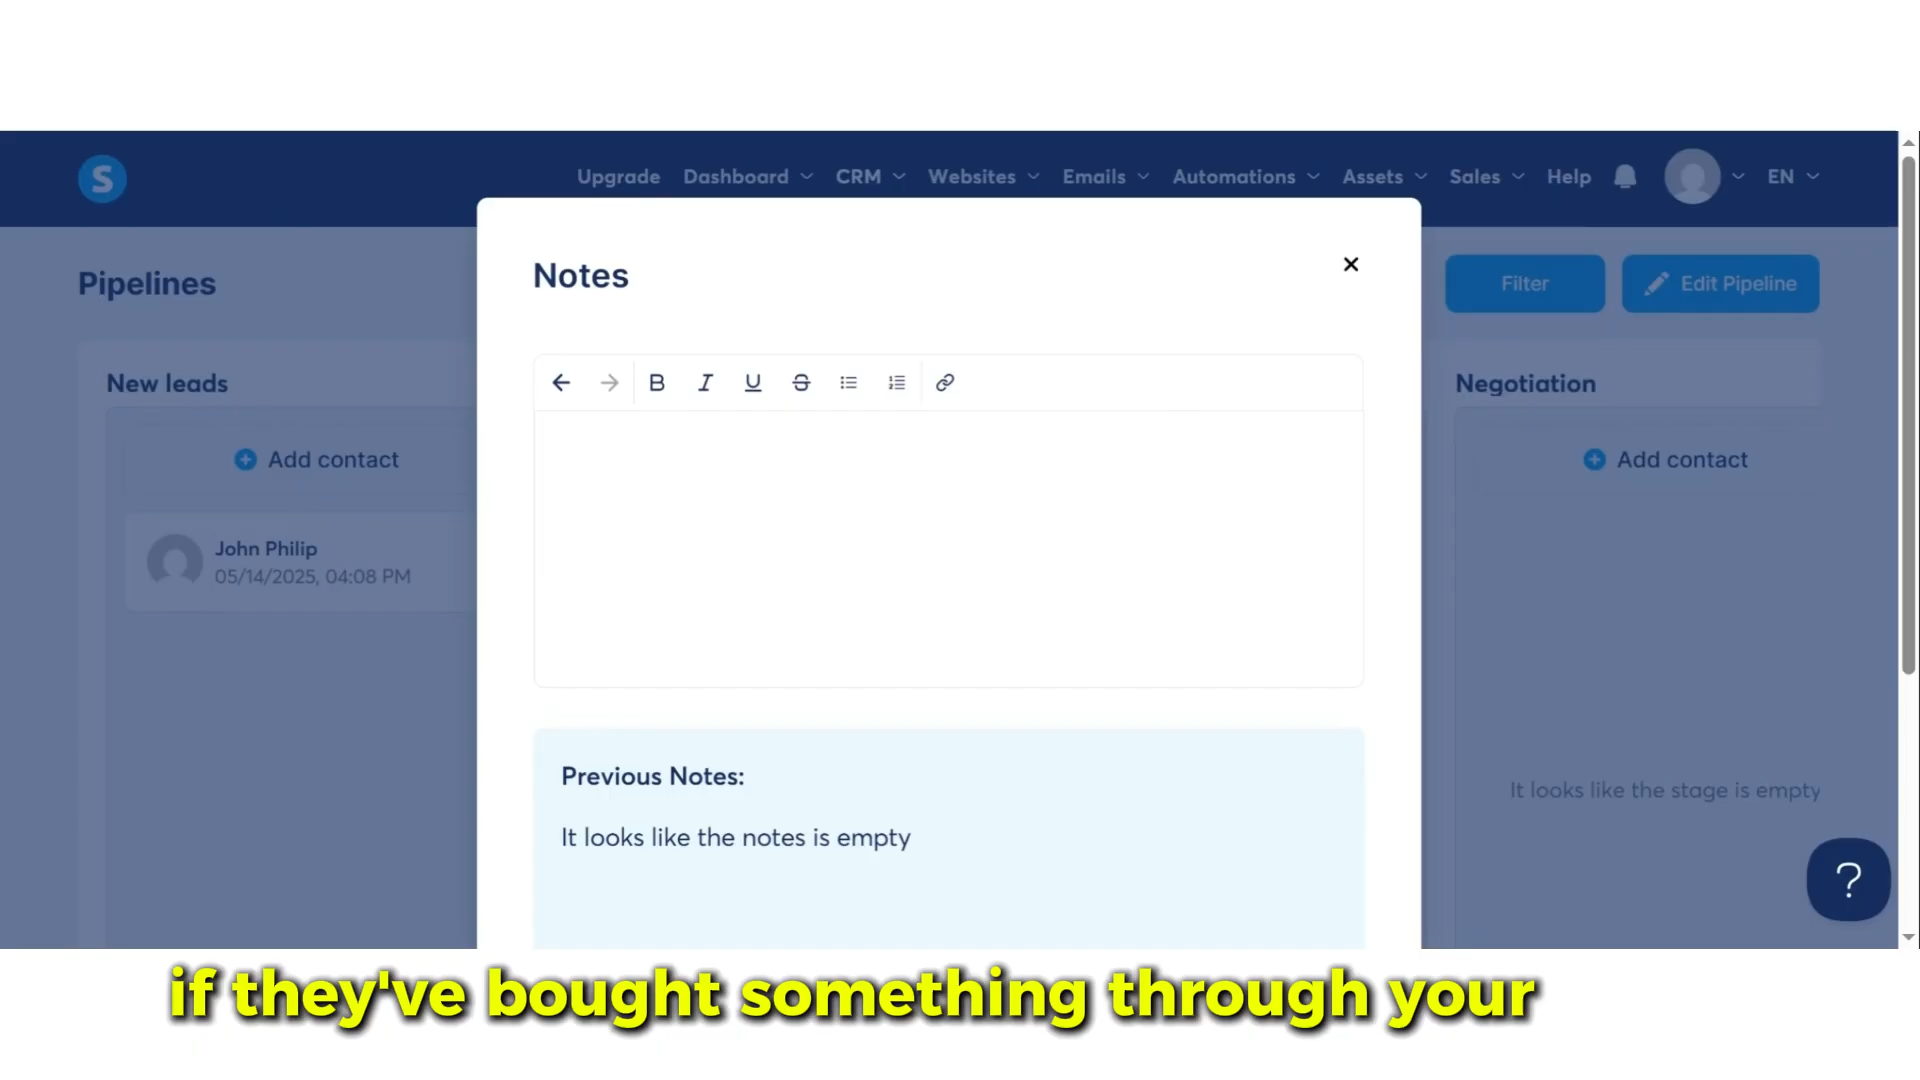 S
Upgrade Dashboard CRM Websites Emails Automations Assets Sales Help EN
Pipelines
Notes
Filter
Edit Pipeline
New leads
B I U S
Negotiation
Add contact
Add contact
John Philip
05/14/2025, 04:08 PM
Previous Notes:
It looks like the notes is empty
It looks like the stage is empty
?
if they've bought something through your